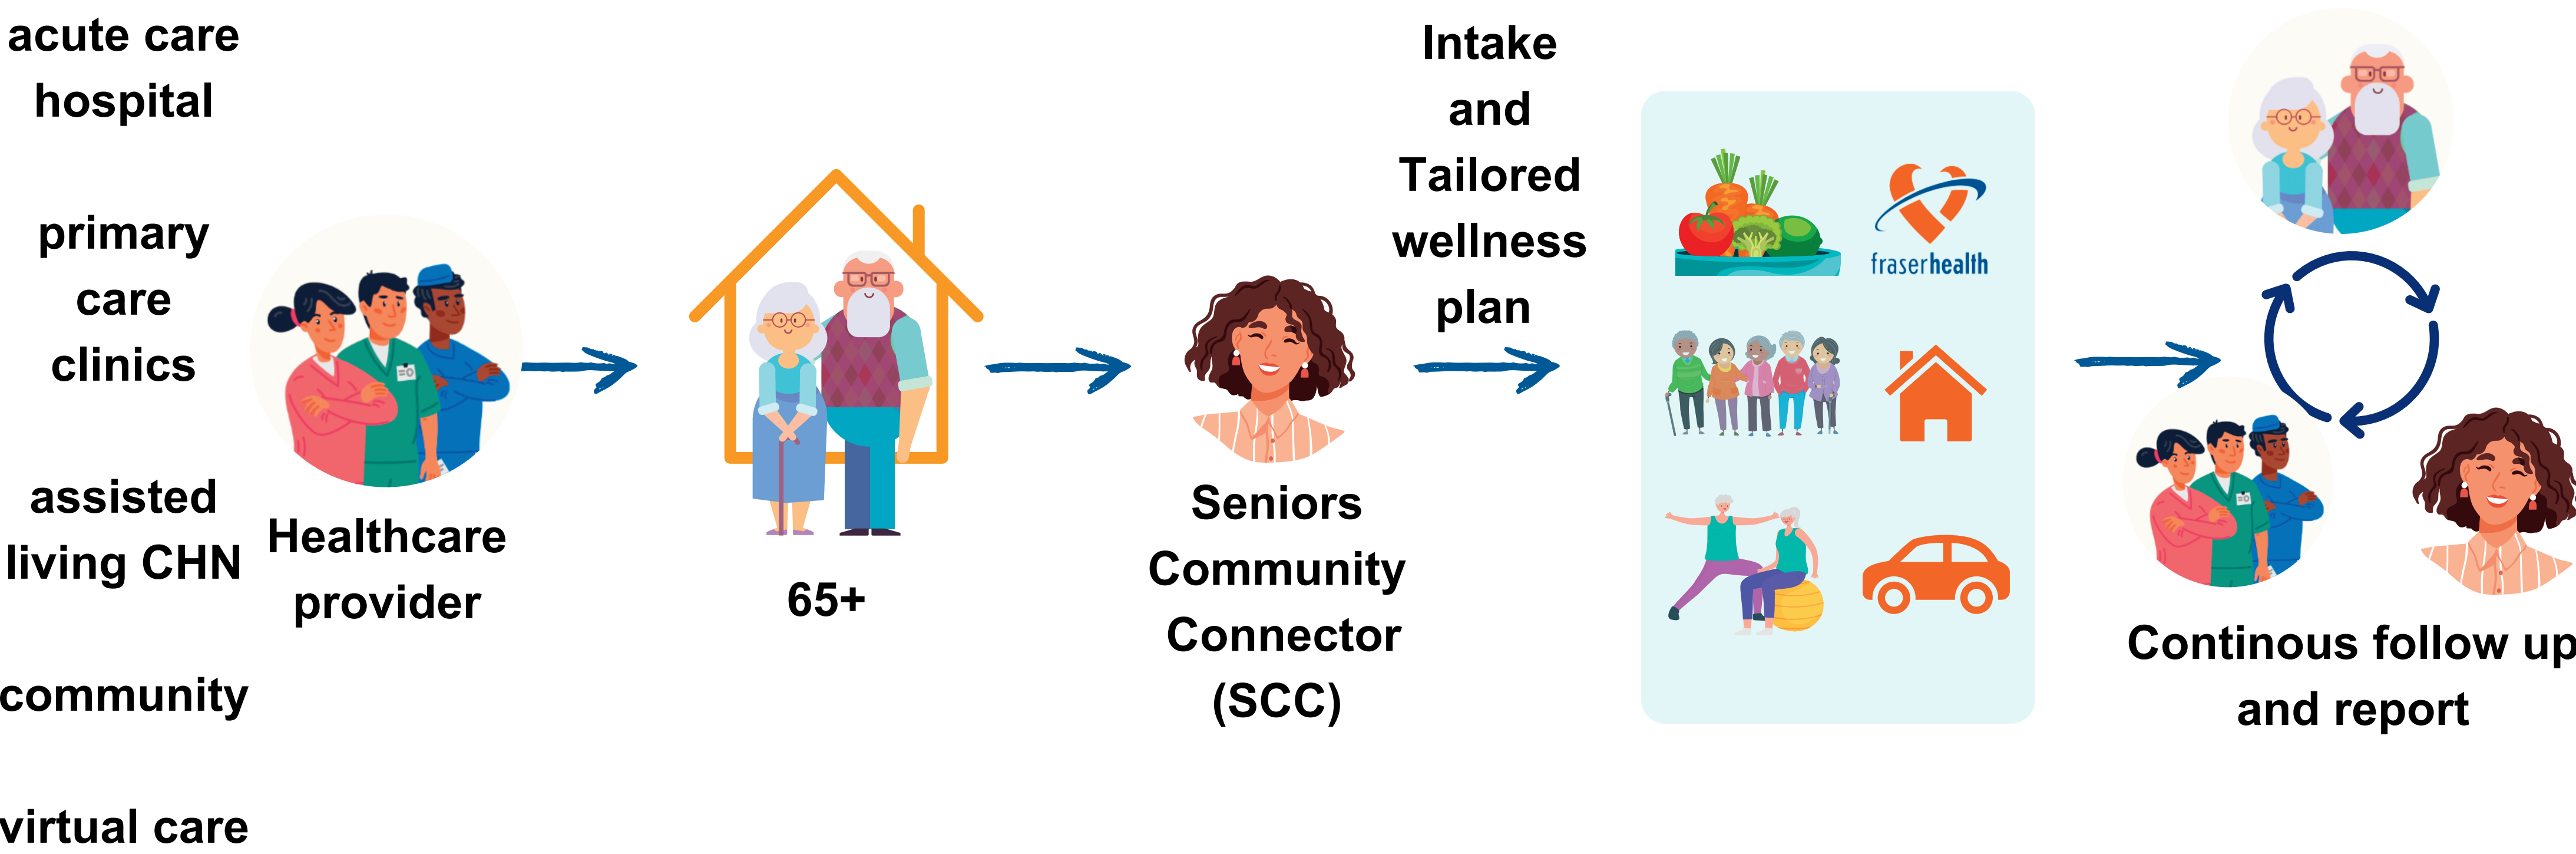 acute care
hospital
primary
care
clinics
assisted
living CHN
community
virtual care
Healthcare
provider
65+
Seniors
Community
Connector
(SCC)
Intake
and
Tailored
wellness
plan
fraserhealth
Continous follow up
and report